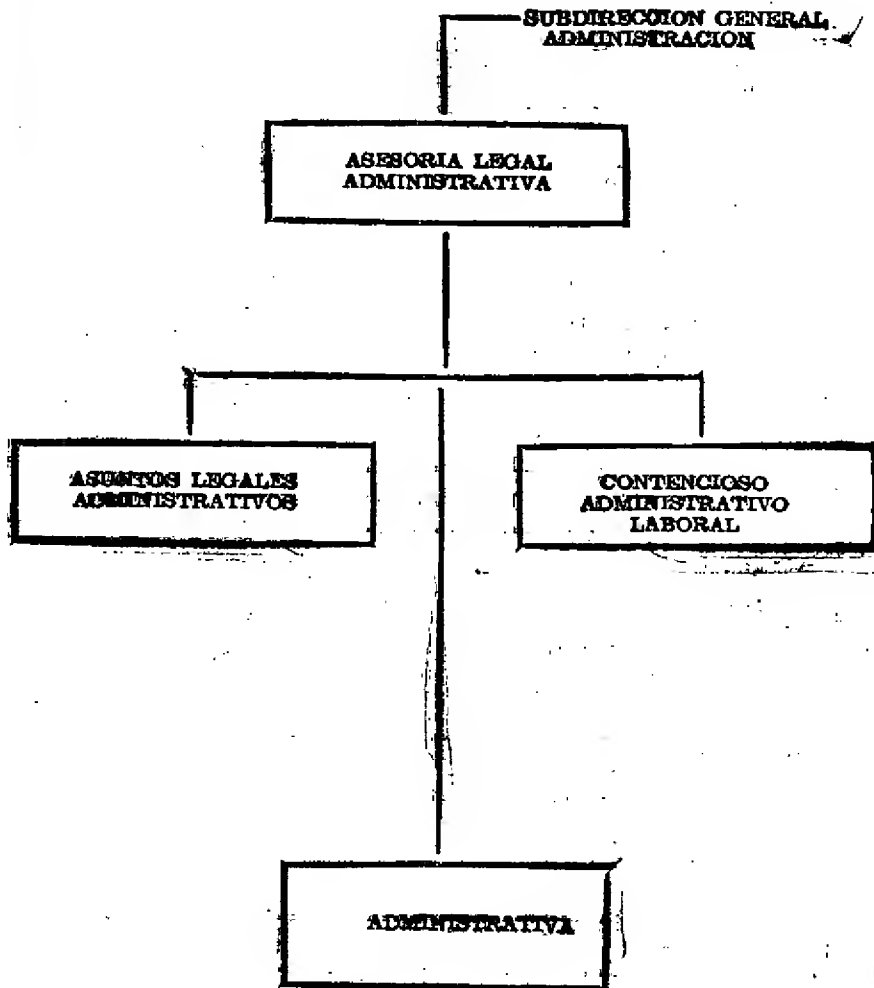 SUBDIRECCION GENERAL
ADMINISTRACION
ASESORIA LEGAL
ADMINISTRATIVA
ASUNTOS LEGALES
ADMINISTRATIVOS
CONTENCIOSO
ADMINISTRATIVO
LABORAL
ADMINISTRATIVA